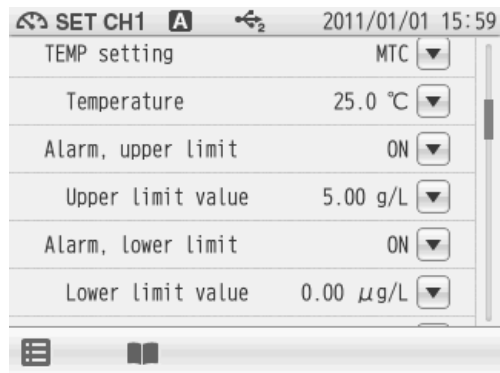 SET CH1 A 2 2011/01/01 15:59
TEMP setting MTC
Temperature 25.0 ℃
Alarm, upper limit ON
Upper limit value 5.00 g/L
Alarm, lower limit ON
Lower limit value 0.00 μg/L